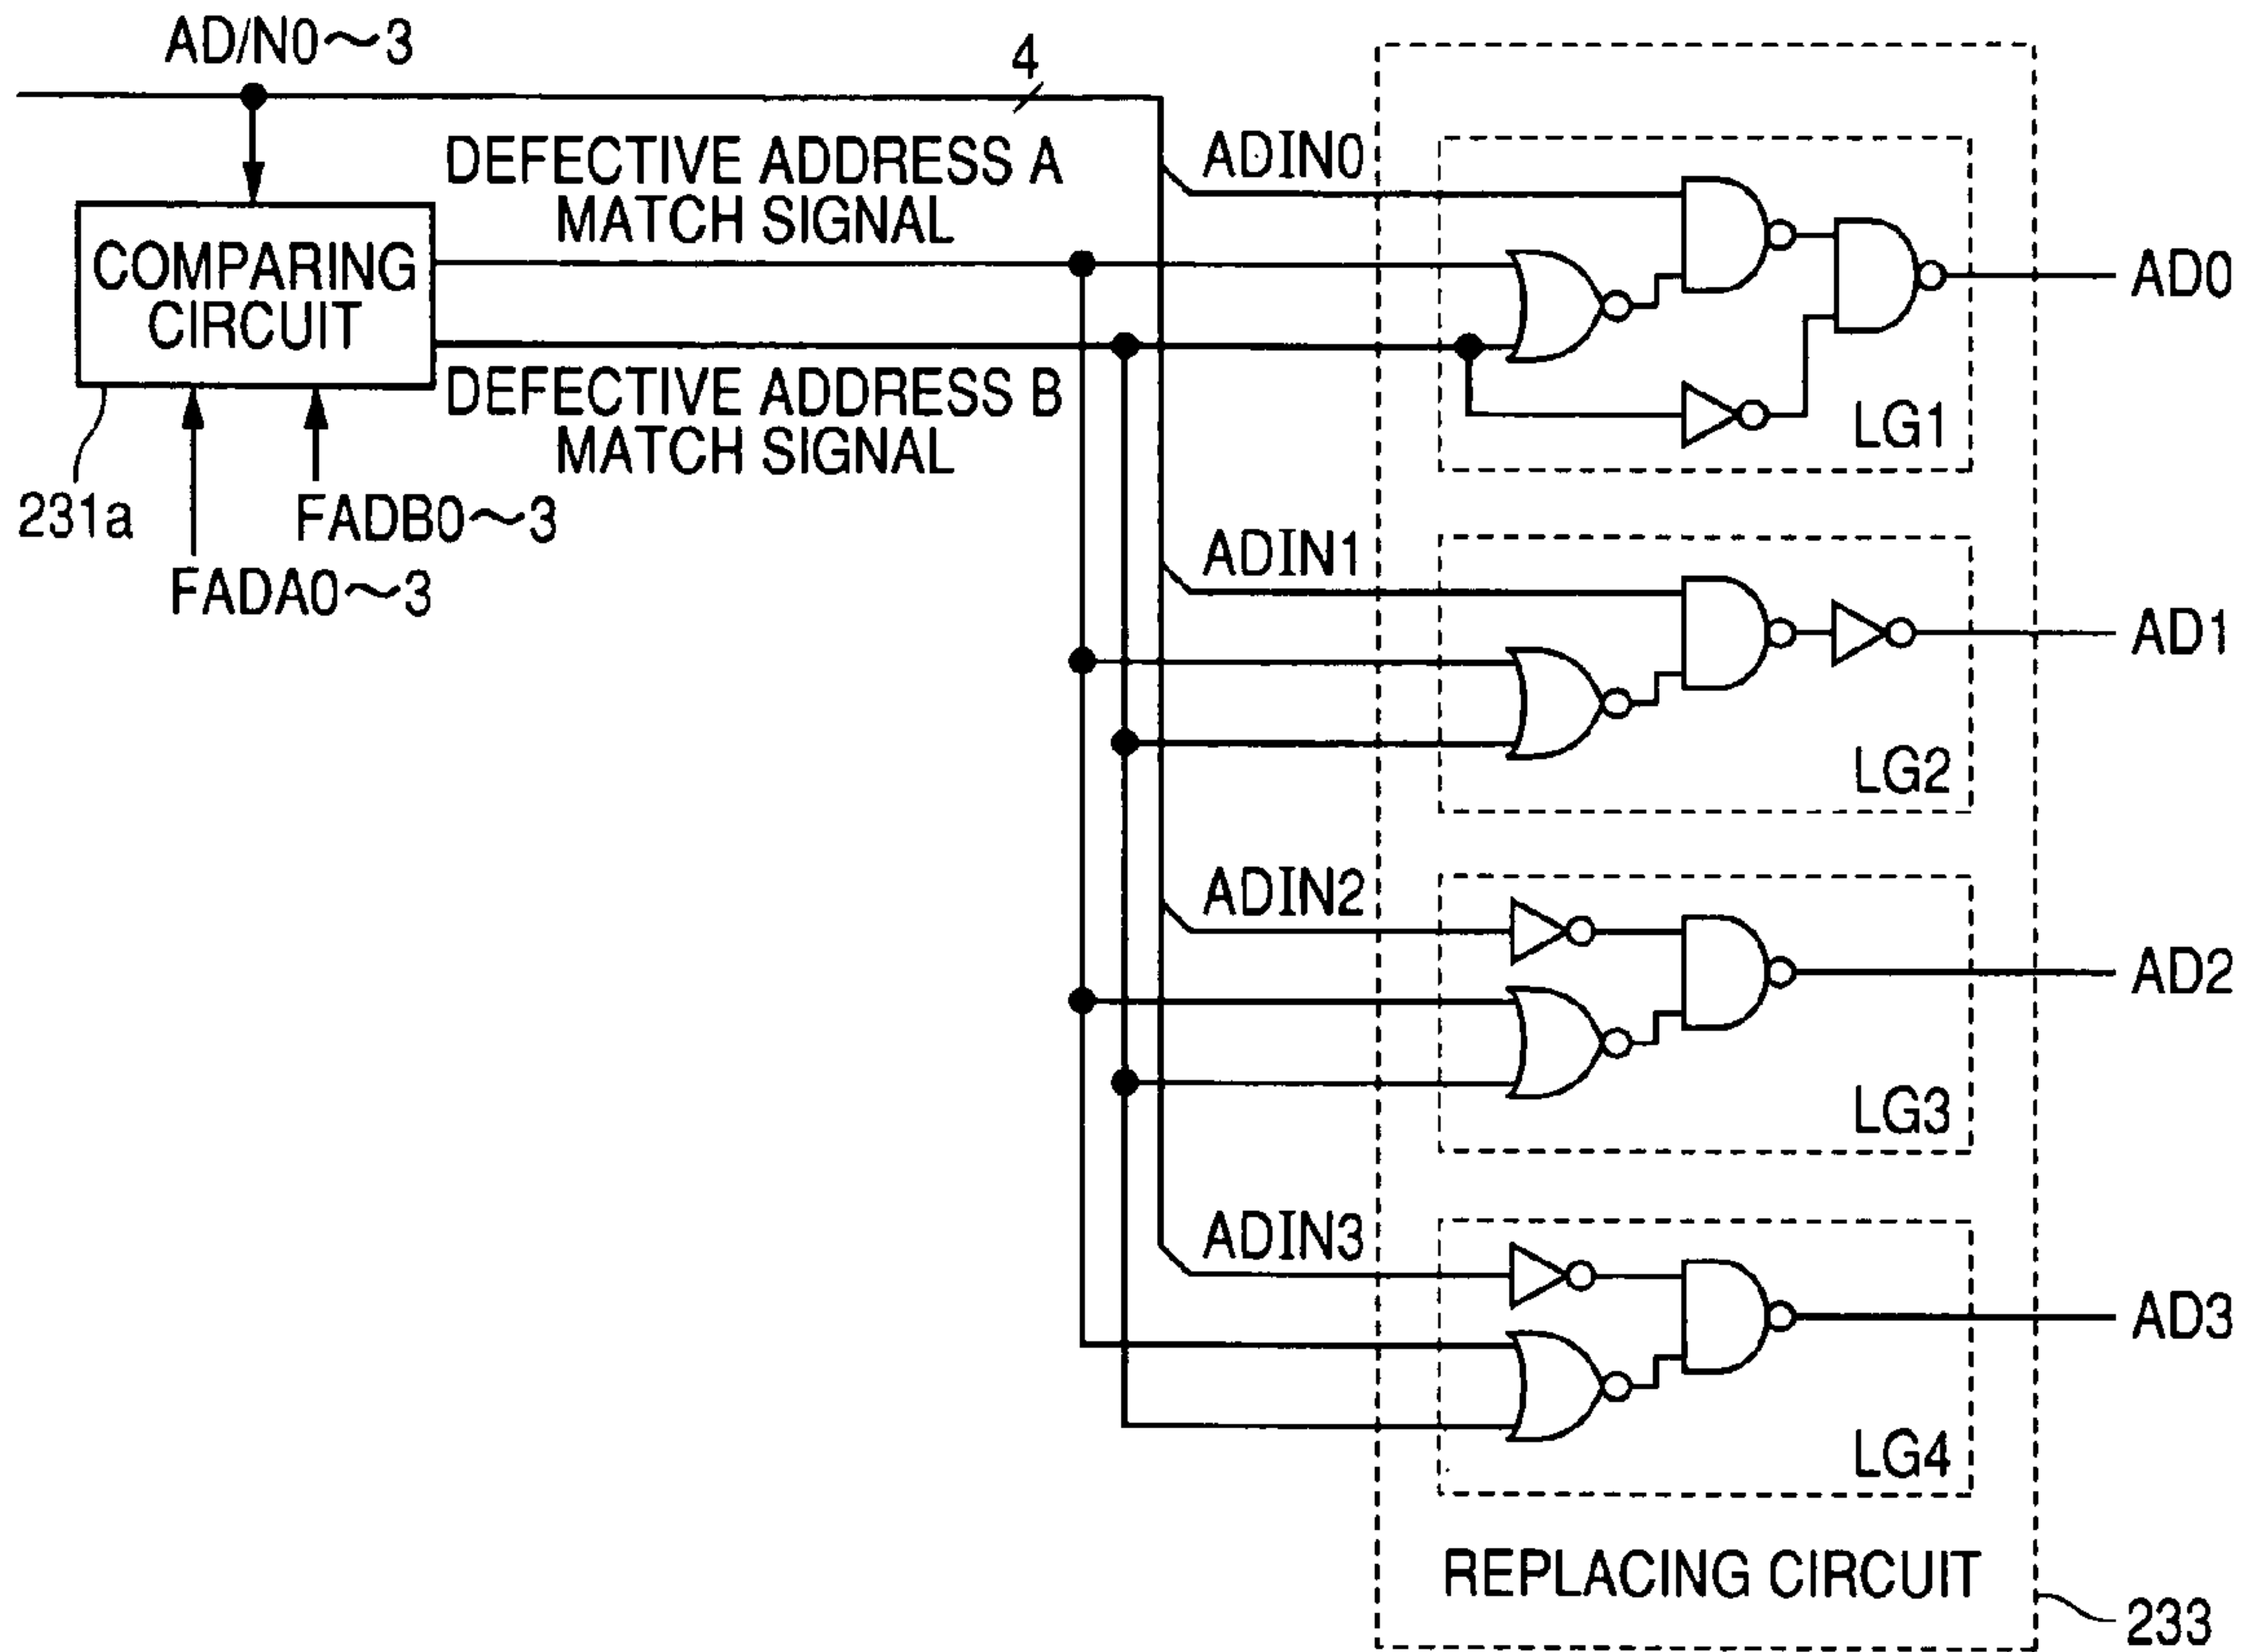 AD/N0～3
4
DEFECTIVE ADDRESS A
MATCH SIGNAL
COMPARING
CIRCUIT
DEFECTIVE ADDRESS B
MATCH SIGNAL
231a
FADB0～3
FADA0～3
ADIN0
AD0
LG1
ADIN1
AD1
LG2
ADIN2
AD2
LG3
ADIN3
AD3
LG4
REPLACING CIRCUIT
233